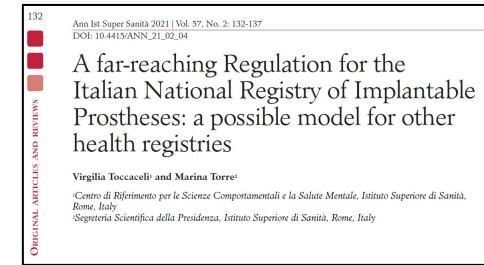 132
Ann Ist Super Sanità 2021 | Vol. 57, No. 2: 132-137
DOI: 10.4415/ANN_21_02_04
A far-reaching Regulation for the
Italian National Registry of Implantable
Prostheses: a possible model for other
health registries
Virgilia Toccaceli¹ and Marina Torre²
¹Centro di Riferimento per le Scienze Comportamentali e la Salute Mentale, Istituto Superiore di Sanità,
Rome, Italy
²Segreteria Scientifica della Presidenza, Istituto Superiore di Sanità, Rome, Italy
Original articles and reviews